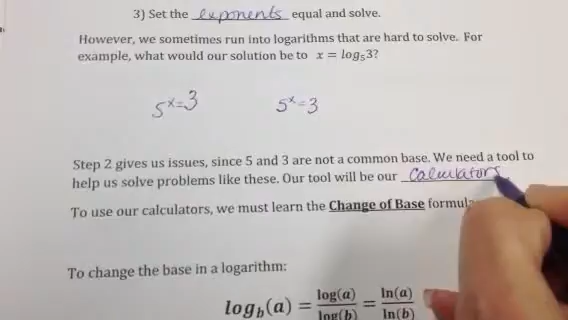 3) Set the exponents equal and solve.
However, we sometimes run into logarithms that are hard to solve. For
example, what would our solution be to x = log₅3?
5ˣ=3 5ˣ=3
Step 2 gives us issues, since 5 and 3 are not a common base. We need a tool to
help us solve problems like these. Our tool will be our calculators
To use our calculators, we must learn the Change of Base formula
To change the base in a logarithm:
log_b(a) = log(a)/log(b) = ln(a)/ln(b)